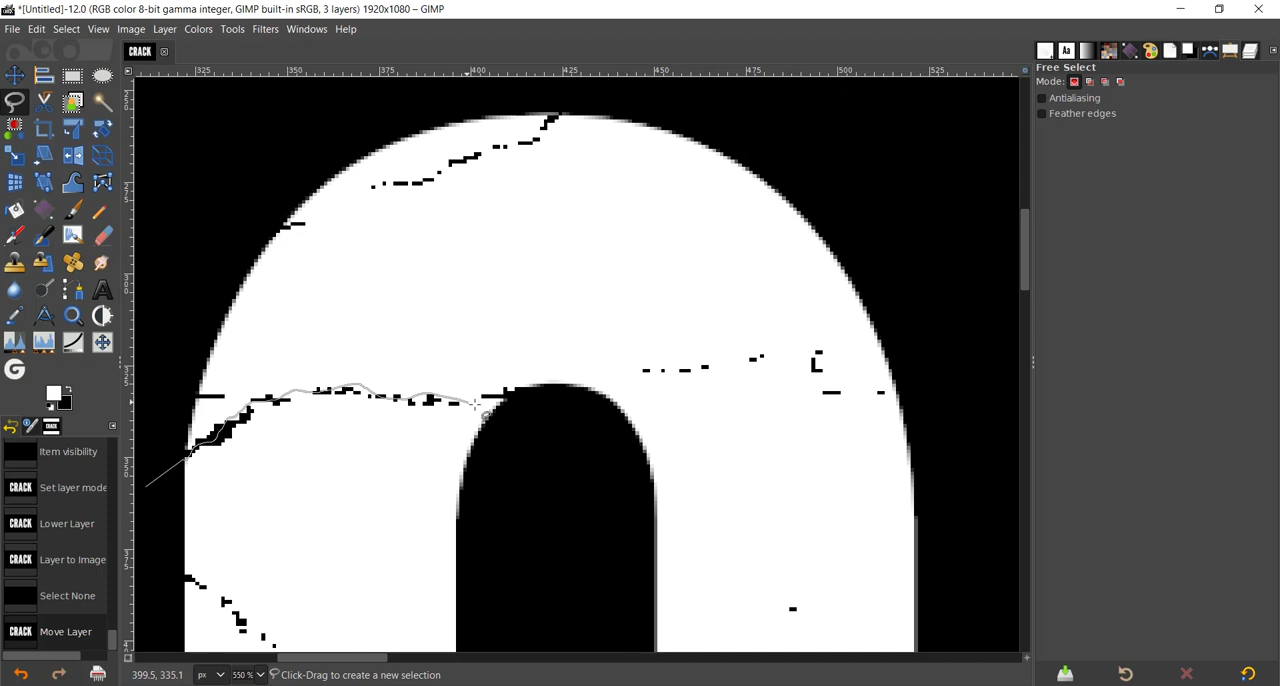 *[Untitled]-12.0 (RGB color 8-bit gamma integer, GIMP built-in sRGB, 3 layers) 1920x1080 – GIMP
File Edit Select View Image Layer Colors Tools Filters Windows Help
CRACK
325 350 375 400 425 450 475 500 525
Free Select
Mode:
Antialiasing
Feather edges
Item visibility
CRACK Set layer mode
CRACK Lower Layer
CRACK Layer to Image
Select None
CRACK Move Layer
399.5, 335.1 px 550 % Click-Drag to create a new selection